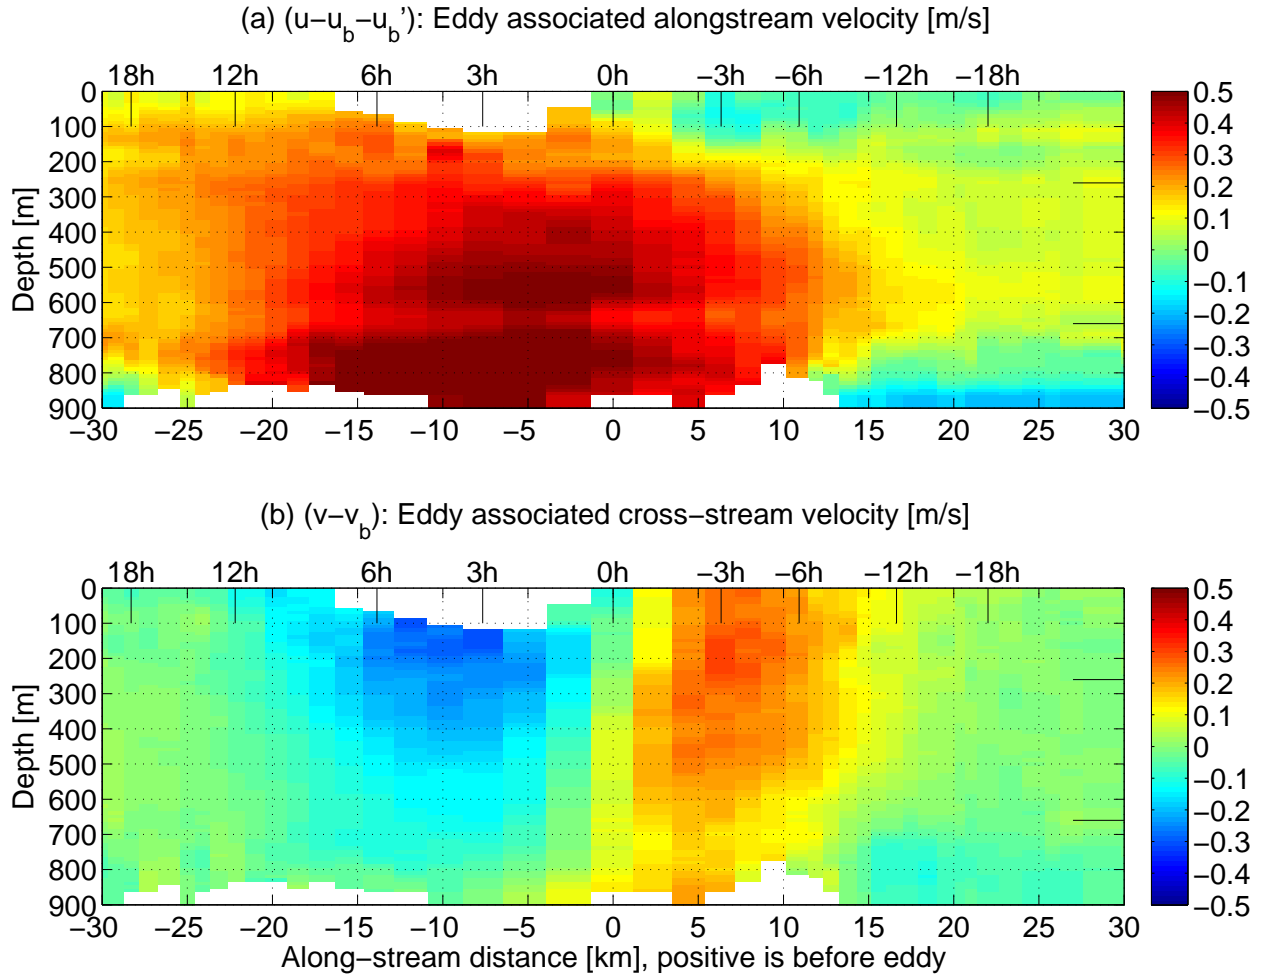 (a) (u−u_b−u_b’): Eddy associated alongstream velocity [m/s]
18h 12h 6h 3h 0h −3h −6h −12h −18h
0 100 200 300 400 500 600 700 800 900
Depth [m]
−30 −25 −20 −15 −10 −5 0 5 10 15 20 25 30
0.5 0.4 0.3 0.2 0.1 0 −0.1 −0.2 −0.3 −0.4 −0.5
(b) (v−v_b): Eddy associated cross−stream velocity [m/s]
18h 12h 6h 3h 0h −3h −6h −12h −18h
0 100 200 300 400 500 600 700 800 900
Depth [m]
−30 −25 −20 −15 −10 −5 0 5 10 15 20 25 30
0.5 0.4 0.3 0.2 0.1 0 −0.1 −0.2 −0.3 −0.4 −0.5
Along−stream distance [km], positive is before eddy